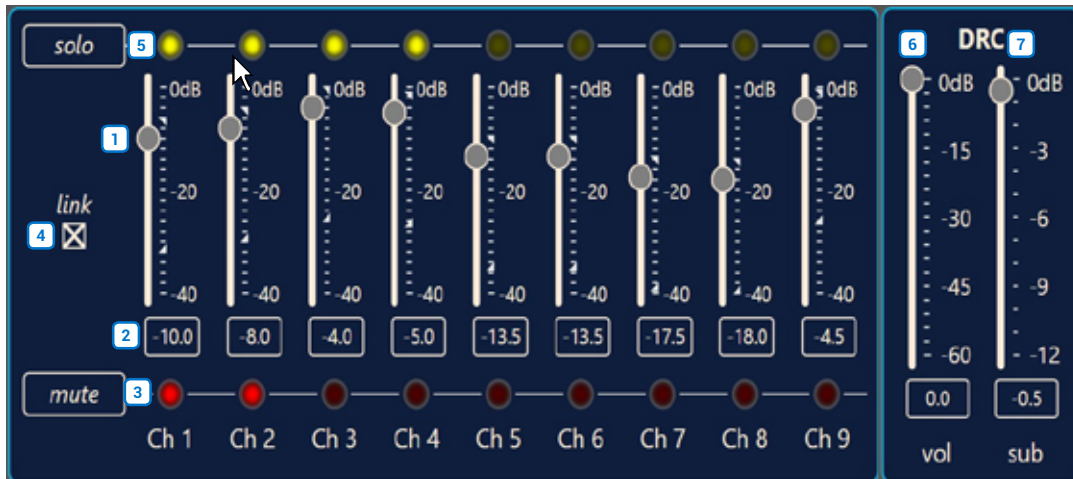 solo 5 6 DRC 7
0dB 0dB 0dB 0dB 0dB 0dB 0dB 0dB 0dB 0dB 0dB
1
-15 -3
-20 -20 -20 -20 -20 -20 -20 -20 -20
link
4 -30 -6
-40 -40 -40 -40 -40 -40 -40 -40 -40 -45 -9
2 -10.0 -8.0 -4.0 -5.0 -13.5 -13.5 -17.5 -18.0 -4.5
-60 -12
mute 3 0.0 -0.5
Ch 1 Ch 2 Ch 3 Ch 4 Ch 5 Ch 6 Ch 7 Ch 8 Ch 9
vol sub